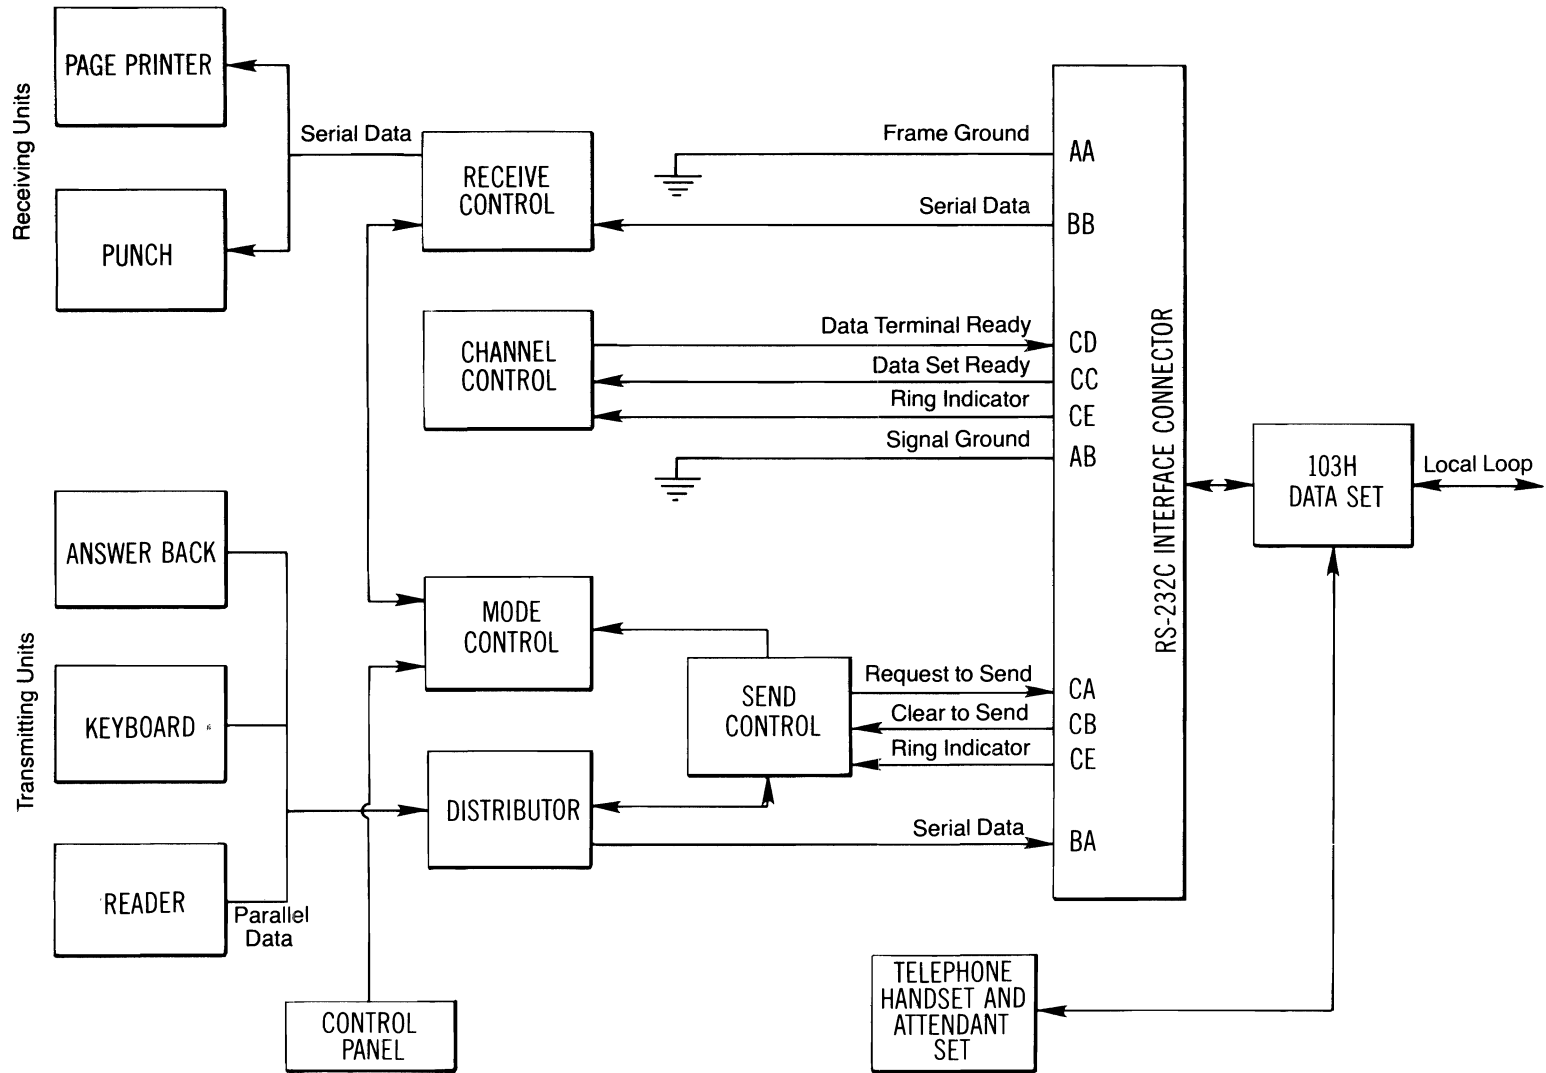 Receiving Units
PAGE PRINTER
PUNCH
Serial Data
RECEIVE
CONTROL
Frame Ground
AA
Serial Data
BB
CHANNEL
CONTROL
Data Terminal Ready
CD
Data Set Ready
CC
Ring Indicator
CE
Signal Ground
AB
RS-232C INTERFACE CONNECTOR
103H
DATA SET
Local Loop
Transmitting Units
ANSWER BACK
KEYBOARD
READER
Parallel
Data
MODE
CONTROL
SEND
CONTROL
Request to Send
CA
Clear to Send
CB
Ring Indicator
CE
DISTRIBUTOR
Serial Data
BA
CONTROL
PANEL
TELEPHONE
HANDSET AND
ATTENDANT
SET